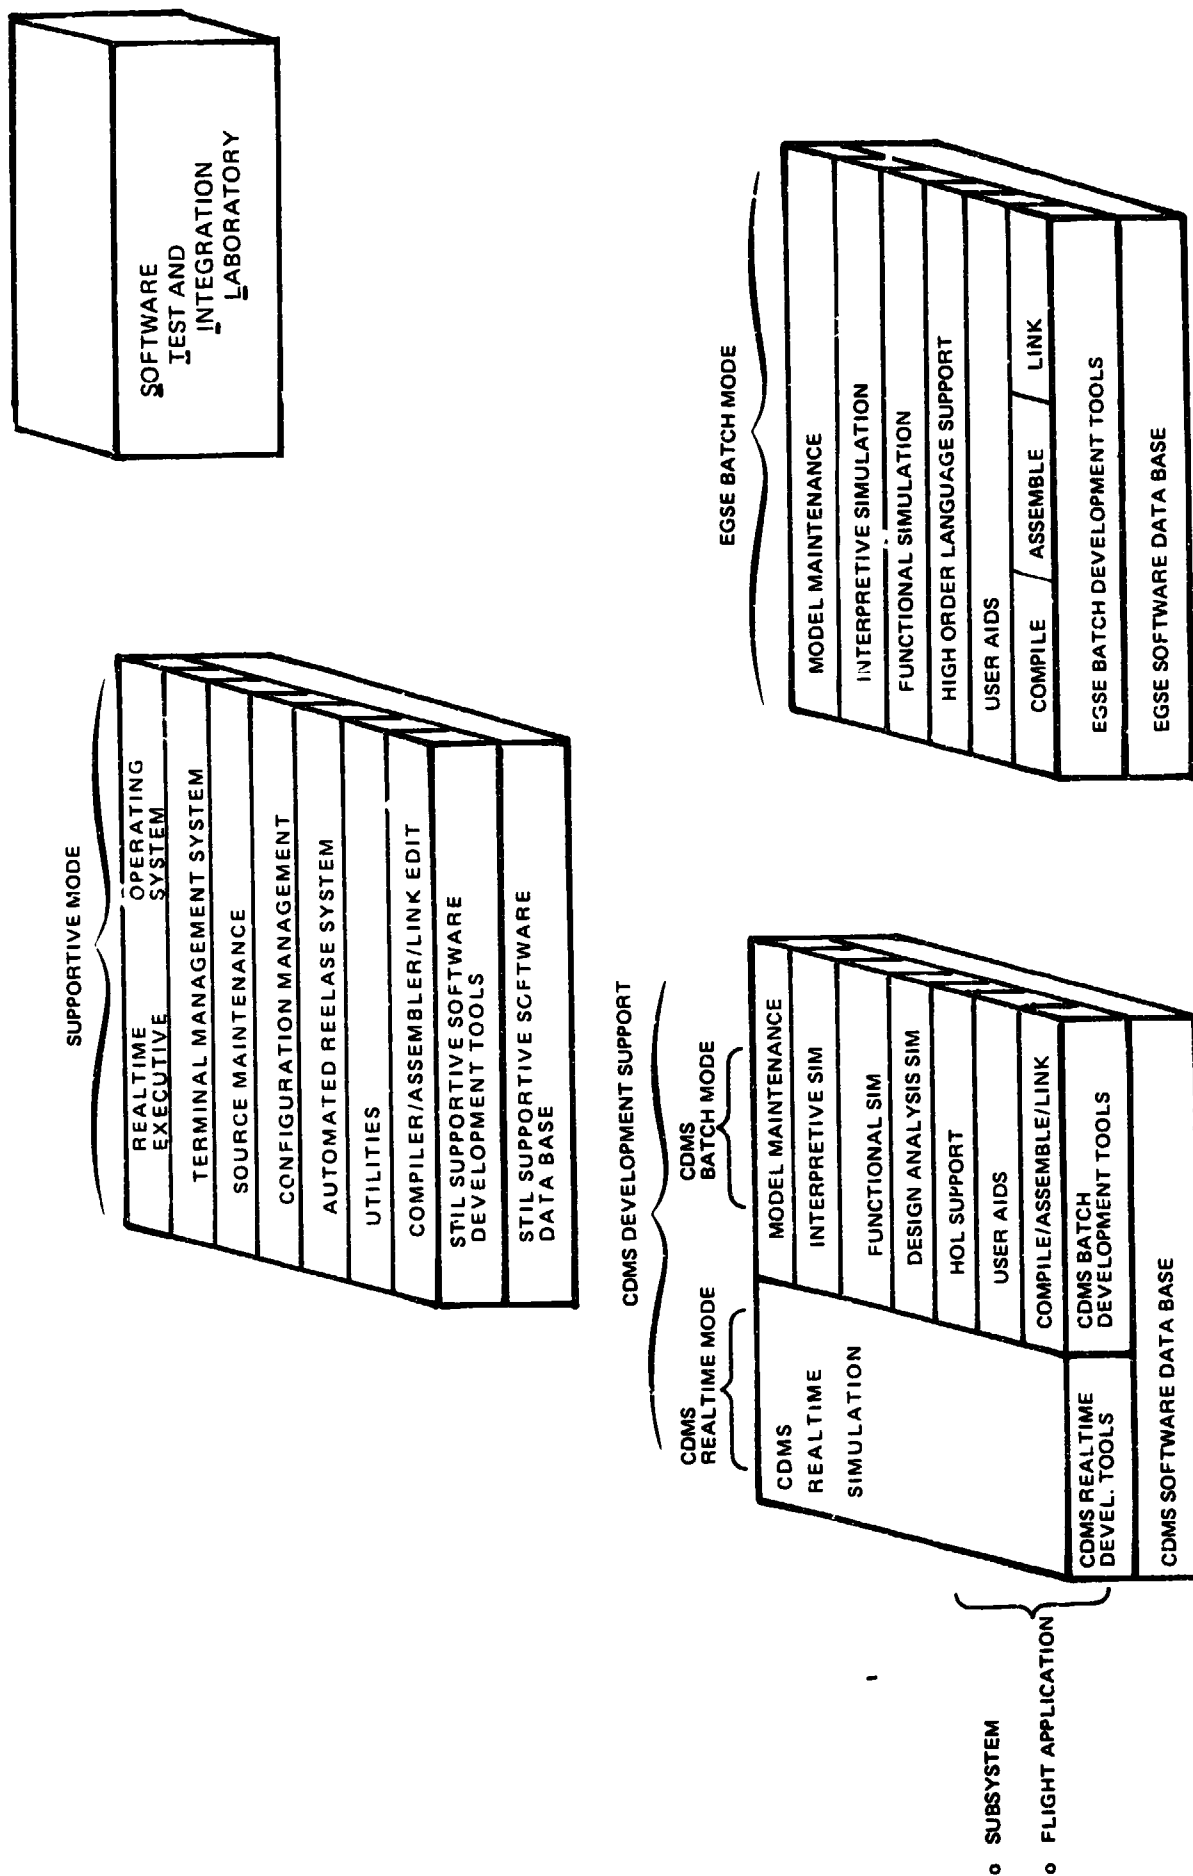 SOFTWARE
TEST AND
INTEGRATION
LABORATORY
SUPPORTIVE MODE
REALTIME
EXECUTIVE
OPERATING
SYSTEM
TERMINAL MANAGEMENT SYSTEM
SOURCE MAINTENANCE
CONFIGURATION MANAGEMENT
AUTOMATED REELASE SYSTEM
UTILITIES
COMPILER/ASSEMBLER/LINK EDIT
STIL SUPPORTIVE SOFTWARE
DEVELOPMENT TOOLS
STIL SUPPORTIVE SOFTWARE
DATA BASE
CDMS DEVELOPMENT SUPPORT
CDMS
REALTIME MODE
CDMS
BATCH MODE
CDMS
REALTIME
SIMULATION
MODEL MAINTENANCE
INTERPRETIVE SIM
FUNCTIONAL SIM
DESIGN ANALYSIS SIM
HOL SUPPORT
USER AIDS
COMPILE/ASSEMBLE/LINK
CDMS REALTIME
DEVEL. TOOLS
CDMS BATCH
DEVELOPMENT TOOLS
CDMS SOFTWARE DATA BASE
o SUBSYSTEM
o FLIGHT APPLICATION
EGSE BATCH MODE
MODEL MAINTENANCE
INTERPRETIVE SIMULATION
FUNCTIONAL SIMULATION
HIGH ORDER LANGUAGE SUPPORT
USER AIDS
COMPILE ASSEMBLE LINK
EGSE BATCH DEVELOPMENT TOOLS
EGSE SOFTWARE DATA BASE